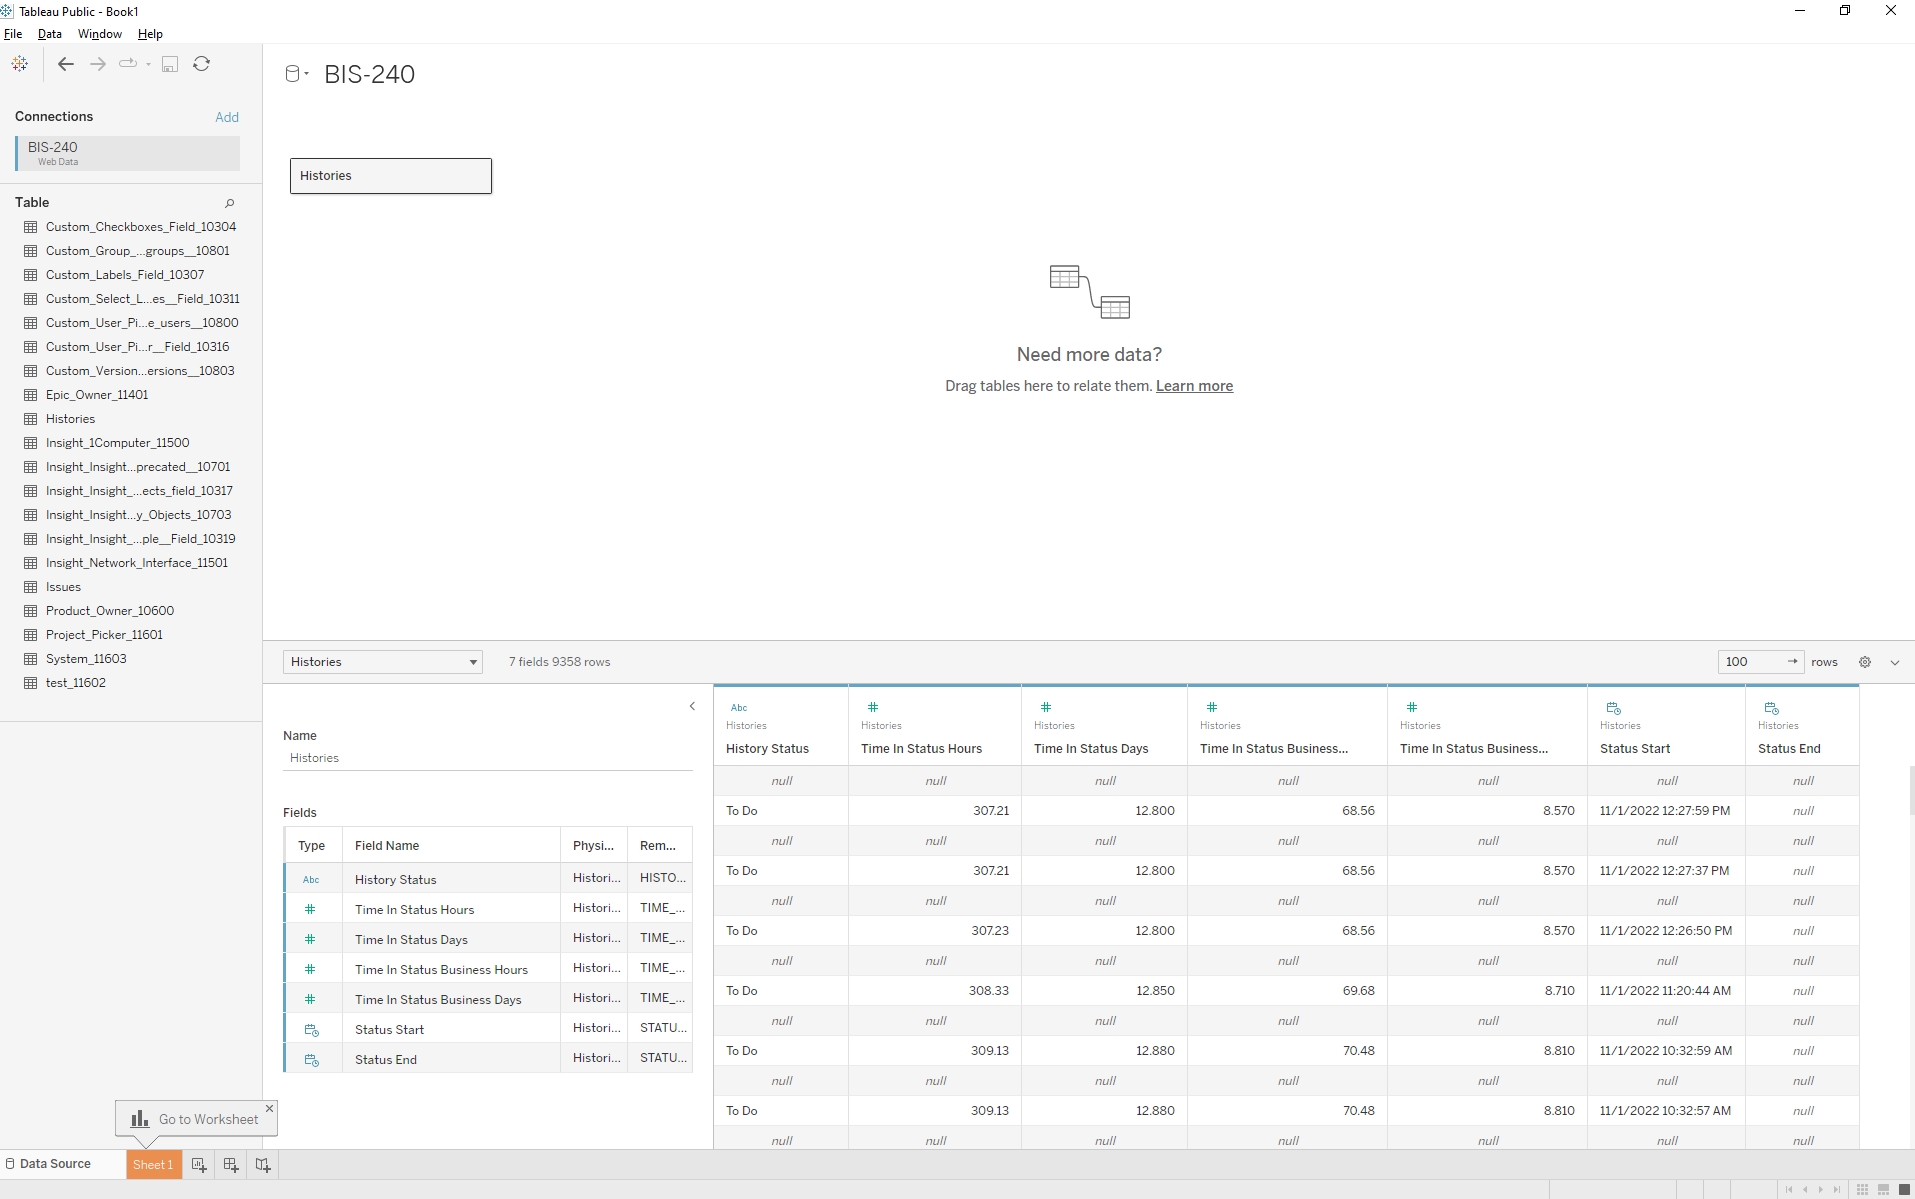 Tableau Public - Book1
File Data Window Help
BIS-240
Connections Add
BIS-240
Web Data
Histories
Table
Custom_Checkboxes_Field_10304
Custom_Group_...groups__10801
Custom_Labels_Field_10307
Custom_Select_L...es__Field_10311
Custom_User_Pi...e_users__10800
Custom_User_Pi...r__Field_10316
Custom_Version...ersions__10803
Epic_Owner_11401
Histories
Insight_1Computer_11500
Insight_Insight...precated__10701
Insight_Insight_...ects_field_10317
Insight_Insight...y_Objects_10703
Insight_Insight_...ple__Field_10319
Insight_Network_Interface_11501
Issues
Product_Owner_10600
Project_Picker_11601
System_11603
test_11602
Need more data?
Drag tables here to relate them. Learn more
Histories 7 fields 9358 rows 100 → rows
Name
Histories
Fields
Type Field Name Physi... Rem...
Abc History Status Histori... HISTO...
# Time In Status Hours Histori... TIME_...
# Time In Status Days Histori... TIME_...
# Time In Status Business Hours Histori... TIME_...
# Time In Status Business Days Histori... TIME_...
Status Start Histori... STATU...
Status End Histori... STATU...
Abc # # # #
Histories Histories Histories Histories Histories Histories Histories
History Status Time In Status Hours Time In Status Days Time In Status Business... Time In Status Business... Status Start Status End
null null null null null null null
To Do 307.21 12.800 68.56 8.570 11/1/2022 12:27:59 PM null
null null null null null null null
To Do 307.21 12.800 68.56 8.570 11/1/2022 12:27:37 PM null
null null null null null null null
To Do 307.23 12.800 68.56 8.570 11/1/2022 12:26:50 PM null
null null null null null null null
To Do 308.33 12.850 69.68 8.710 11/1/2022 11:20:44 AM null
null null null null null null null
To Do 309.13 12.880 70.48 8.810 11/1/2022 10:32:59 AM null
null null null null null null null
To Do 309.13 12.880 70.48 8.810 11/1/2022 10:32:57 AM null
null null null null null null null
Go to Worksheet
Data Source Sheet 1